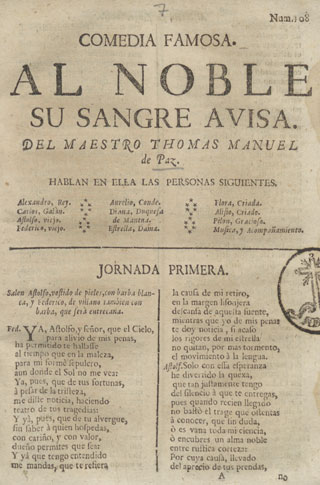 7
Num. 108
COMEDIA FAMOSA.
AL NOBLE
SU SANGRE AVISA.
DEL MAESTRO THOMAS MANUEL
de Paz.
HABLAN EN ELLA LAS PERSONAS SIGUIENTES.
Alexandro, Rey.
Carlos, Galàn.
Astolfo, viejo.
Federico, viejo.
Aurelio, Conde.
Diana, Duquesa
de Mantua.
Estrella, Dama.
Flora, Criada.
Alisio, Criado.
Piton, Gracioso.
Musica, y Acompañamiento.
JORNADA PRIMERA.
Salen Astolfo, vestido de pieles, con barba blan-
ca, y Federico, de villano tambien con
barba, que serà entrecana.
Fed. YA, Astolfo, y señor, que el Cielo,
para alivio de mis penas,
ha permitido te hallasse
al tiempo que en la maleza,
para mi formè sepulcro,
aun donde el Sol no me vea:
Ya, pues, que de tus fortunas,
à pesar de la tristeza,
me diste noticia, haciendo
teatro de tus tragedias:
Y yà, pues, que de tu alvergue,
sin saber à quien hospedas,
con cariño, y con valor,
dueño permites que sea:
Y yà que tengo entendido
me mandas, que te refiera
la causa de mi retiro,
en la margen lisonjera
descansa de aquesta fuente,
mientras que yo de mis penas
te doy noticia, si acaso
los rigores de mi estrella
no quitan, por mas tormento,
el movimiento à la lengua.
Astolf. Solo con essa esperanza
he divertido la quexa,
que tan justamente tengo
del silencio à que te entregas,
pues quando recien llegado
no bastò el trage que ostentas
à conocer, que sin duda,
ò es vana toda mi ciencia,
ò encubres un alma noble
entre rustica corteza:
Por cuya causa, llevado
del aprecio de tus prendas,
A
no